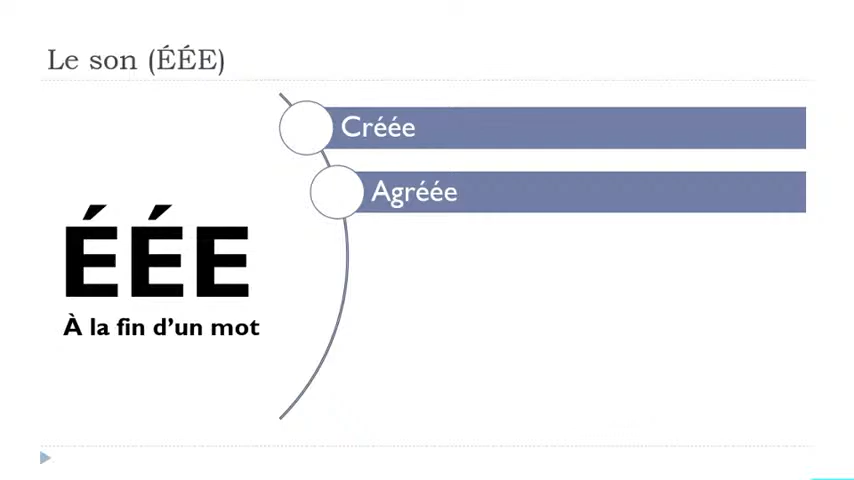 Le son (ÉÉE)
Créée
Agréée
ÉÉE
À la fin d'un mot